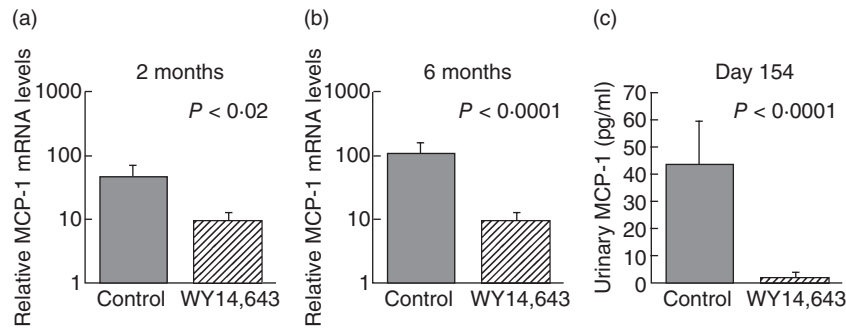 (a)
2 months
Relative MCP-1 mRNA levels
1000
100
10
1
P < 0·02
Control WY14,643
(b)
6 months
Relative MCP-1 mRNA levels
1000
100
10
1
P < 0·0001
Control WY14,643
(c)
Day 154
Urinary MCP-1 (pg/ml)
70
60
50
40
30
20
10
0
P < 0·0001
Control WY14,643